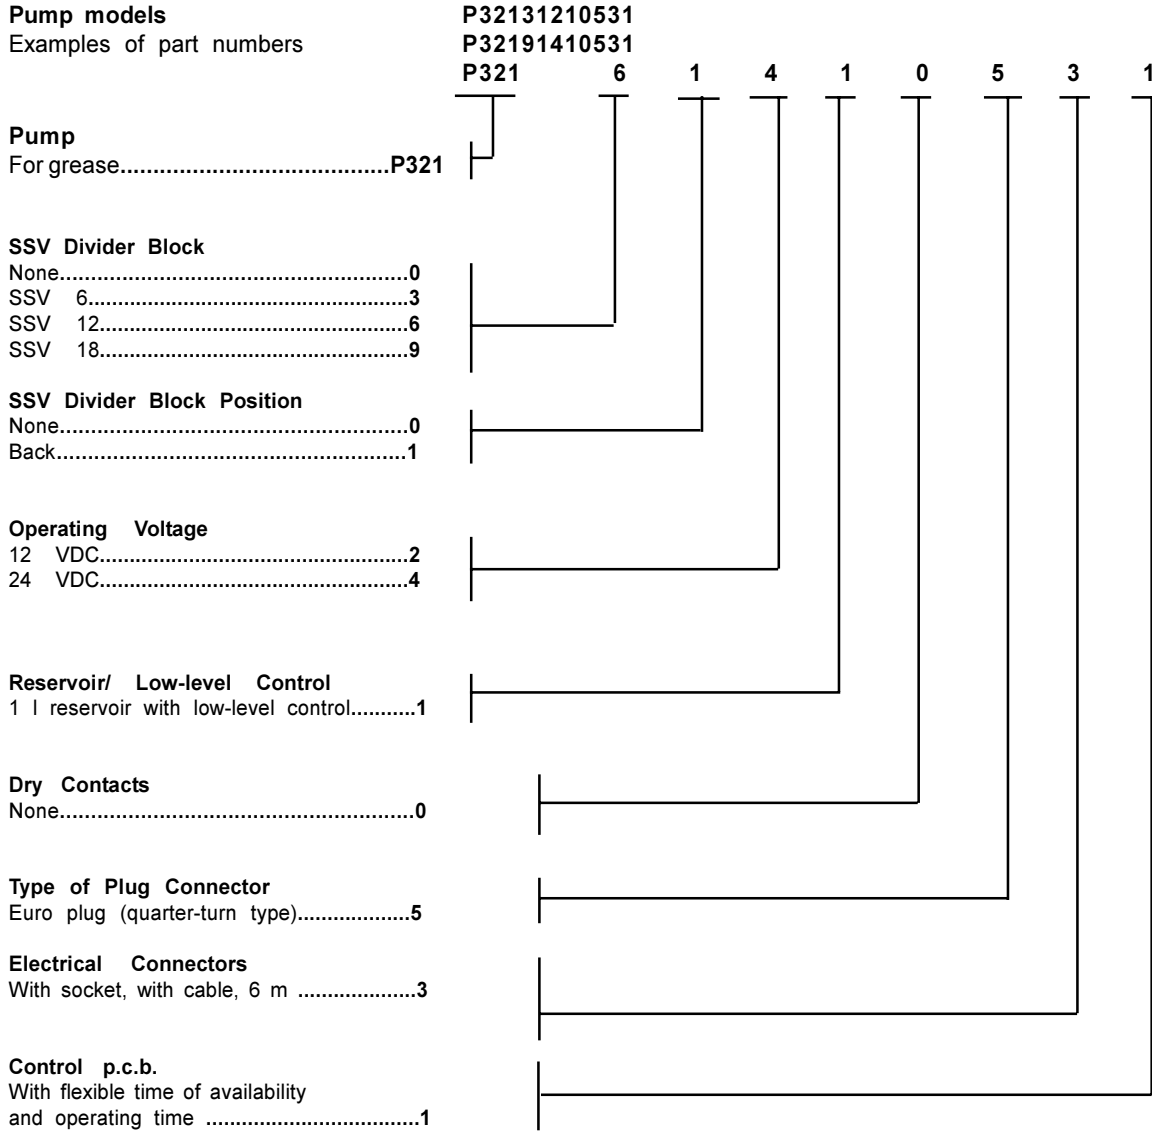 Pump models P32131210531
Examples of part numbers P32191410531
P321 6 1 4 1 0 5 3 1
Pump
For grease.........................................P321
SSV Divider Block
None........................................................0
SSV 6...................................................3
SSV 12.................................................6
SSV 18.................................................9
SSV Divider Block Position
None........................................................0
Back........................................................1
Operating Voltage
12 VDC.................................................2
24 VDC.................................................4
Reservoir/ Low-level Control
1 l reservoir with low-level control...........1
Dry Contacts
None.........................................................0
Type of Plug Connector
Euro plug (quarter-turn type)...................5
Electrical Connectors
With socket, with cable, 6 m ....................3
Control p.c.b.
With flexible time of availability
and operating time ....................................1